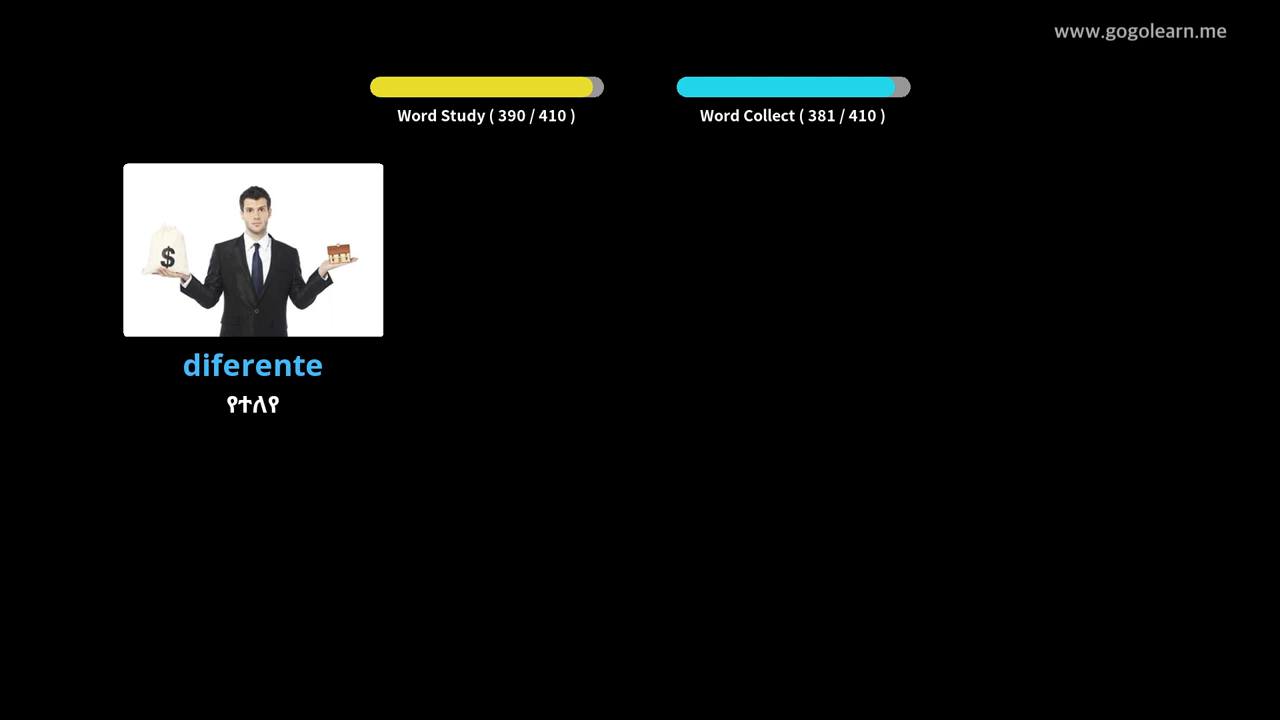 www.gogolearn.me
Word Study ( 390 / 410 )
Word Collect ( 381 / 410 )
$
diferente
የተለየ